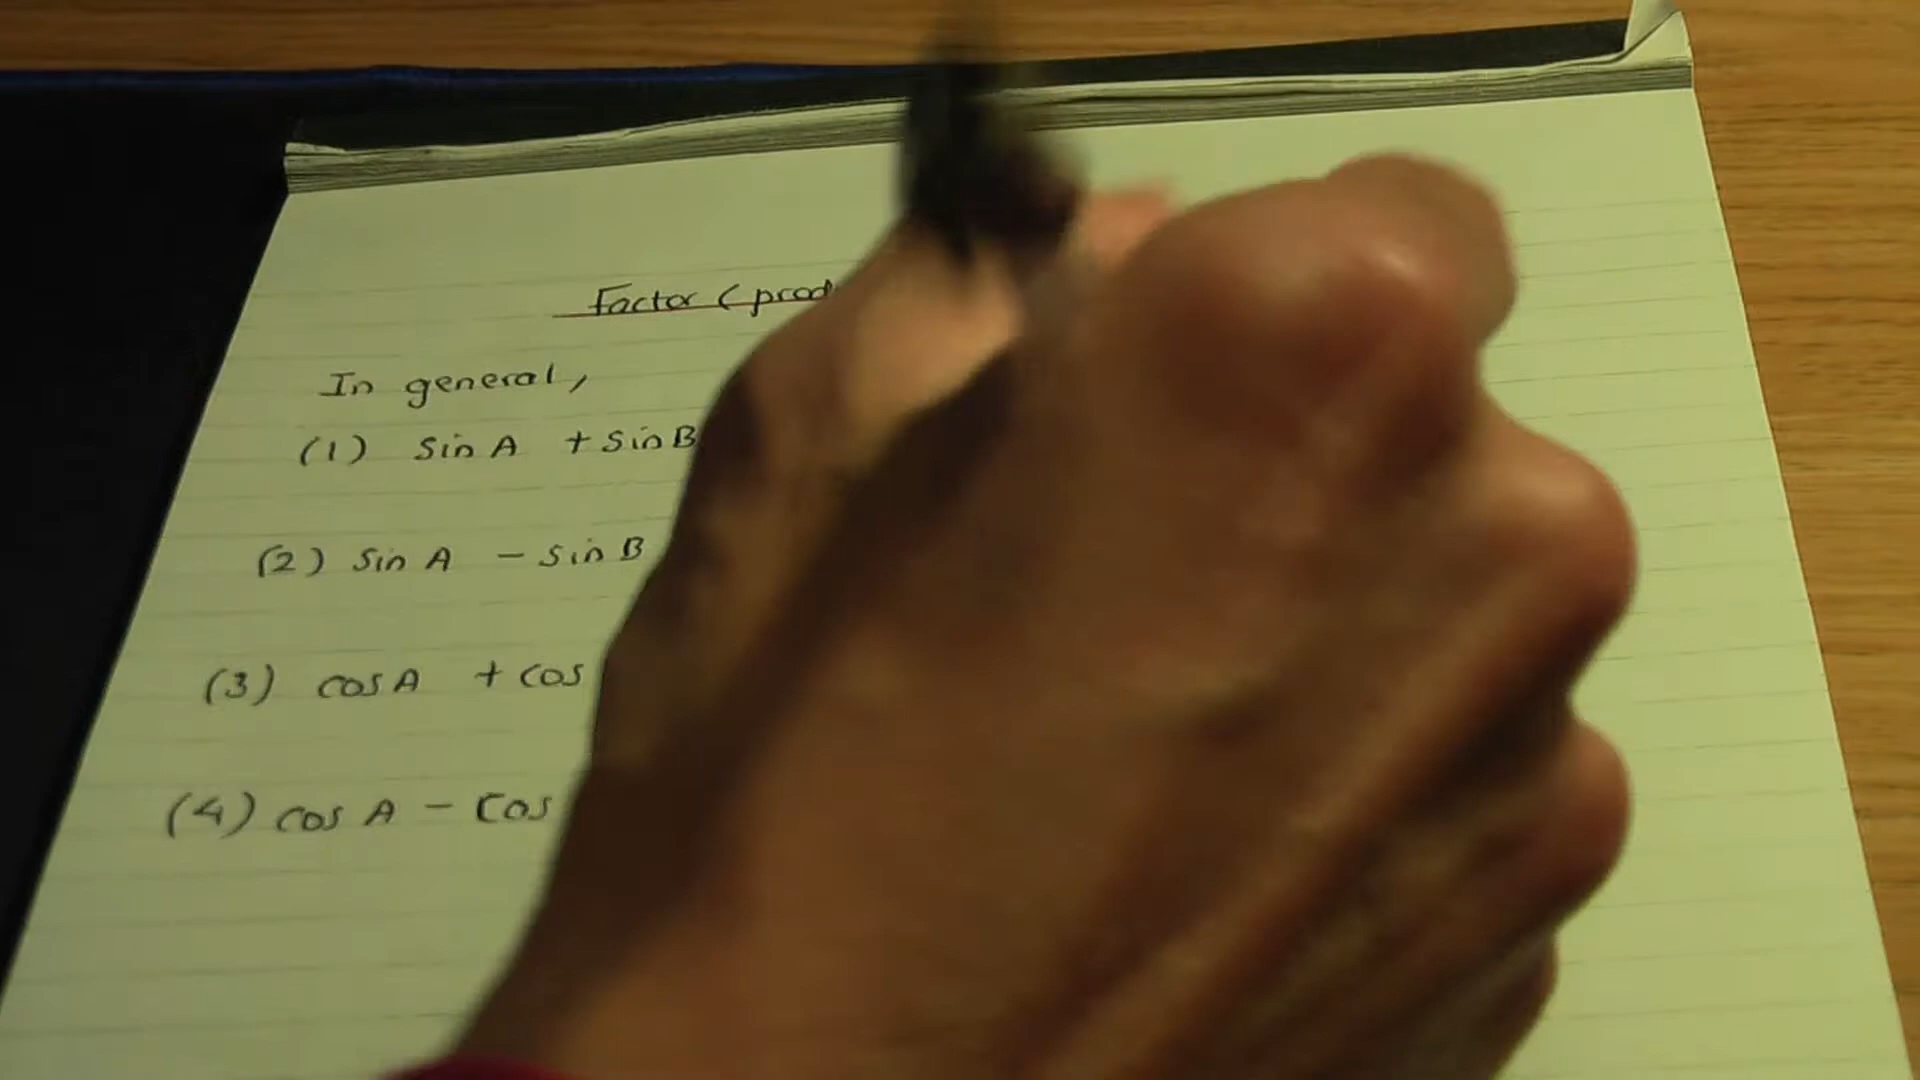 Factor (prod
In general,
(1) Sin A + Sin B
(2) Sin A - Sin B
(3) cos A + cos
(4) cos A - cos